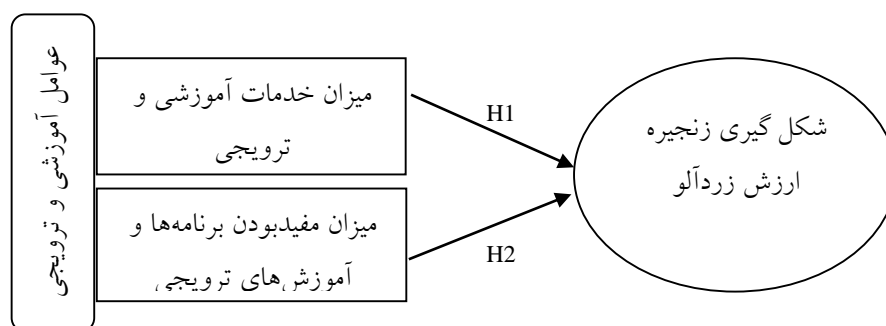 عوامل آموزشی و ترویجی
میزان خدمات آموزشی و
ترویجی
میزان مفیدبودن برنامه‌ها و
آموزش‌های ترویجی
H1
H2
شکل گیری زنجیره
ارزش زردآلو